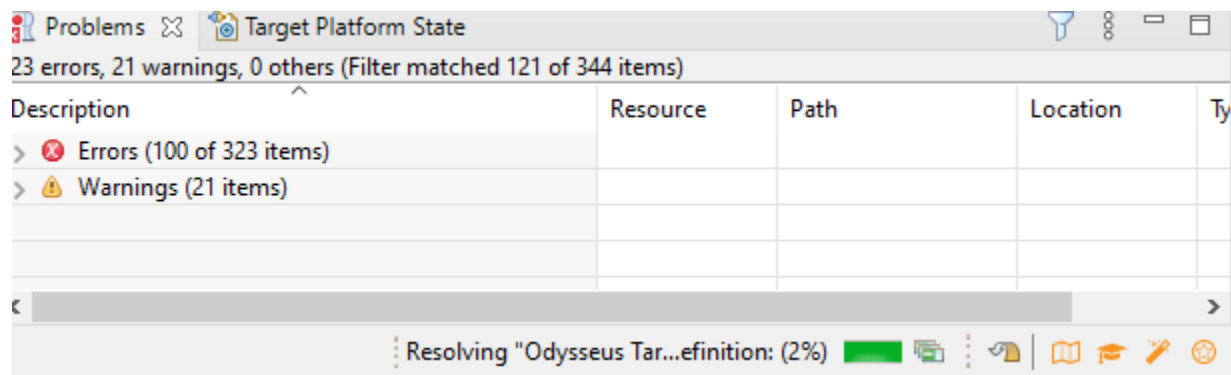 Problems Target Platform State
23 errors, 21 warnings, 0 others (Filter matched 121 of 344 items)
Description Resource Path Location Ty
Errors (100 of 323 items)
Warnings (21 items)
Resolving "Odysseus Tar...efinition: (2%)